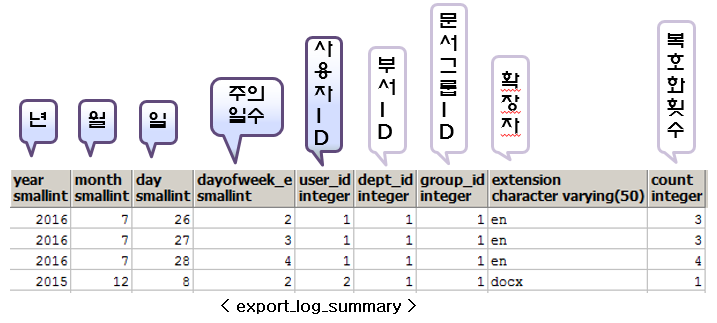 년
월
일
주의
일수
사용자ID
부서ID
문서그룹ID
확장자
복호화횟수
year month day dayofweek_e user_id dept_id group_id extension count
smallint smallint smallint smallint integer integer integer character varying(50) integer
2016 7 26 2 1 1 1 en 3
2016 7 27 3 1 1 1 en 3
2016 7 28 4 1 1 1 en 4
2015 12 8 2 2 1 1 docx 1
< export_log_summary >